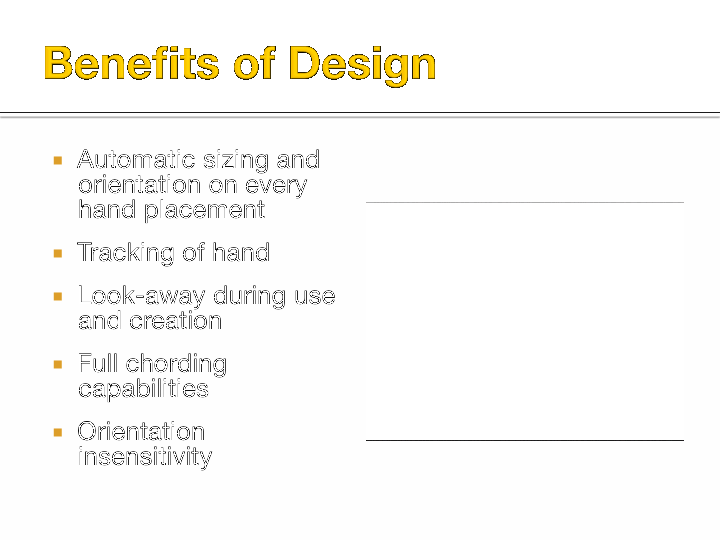 Benefits of Design
Automatic sizing and
orientation on every
hand placement
Tracking of hand
Look-away during use
and creation
Full chording
capabilities
Orientation
insensitivity